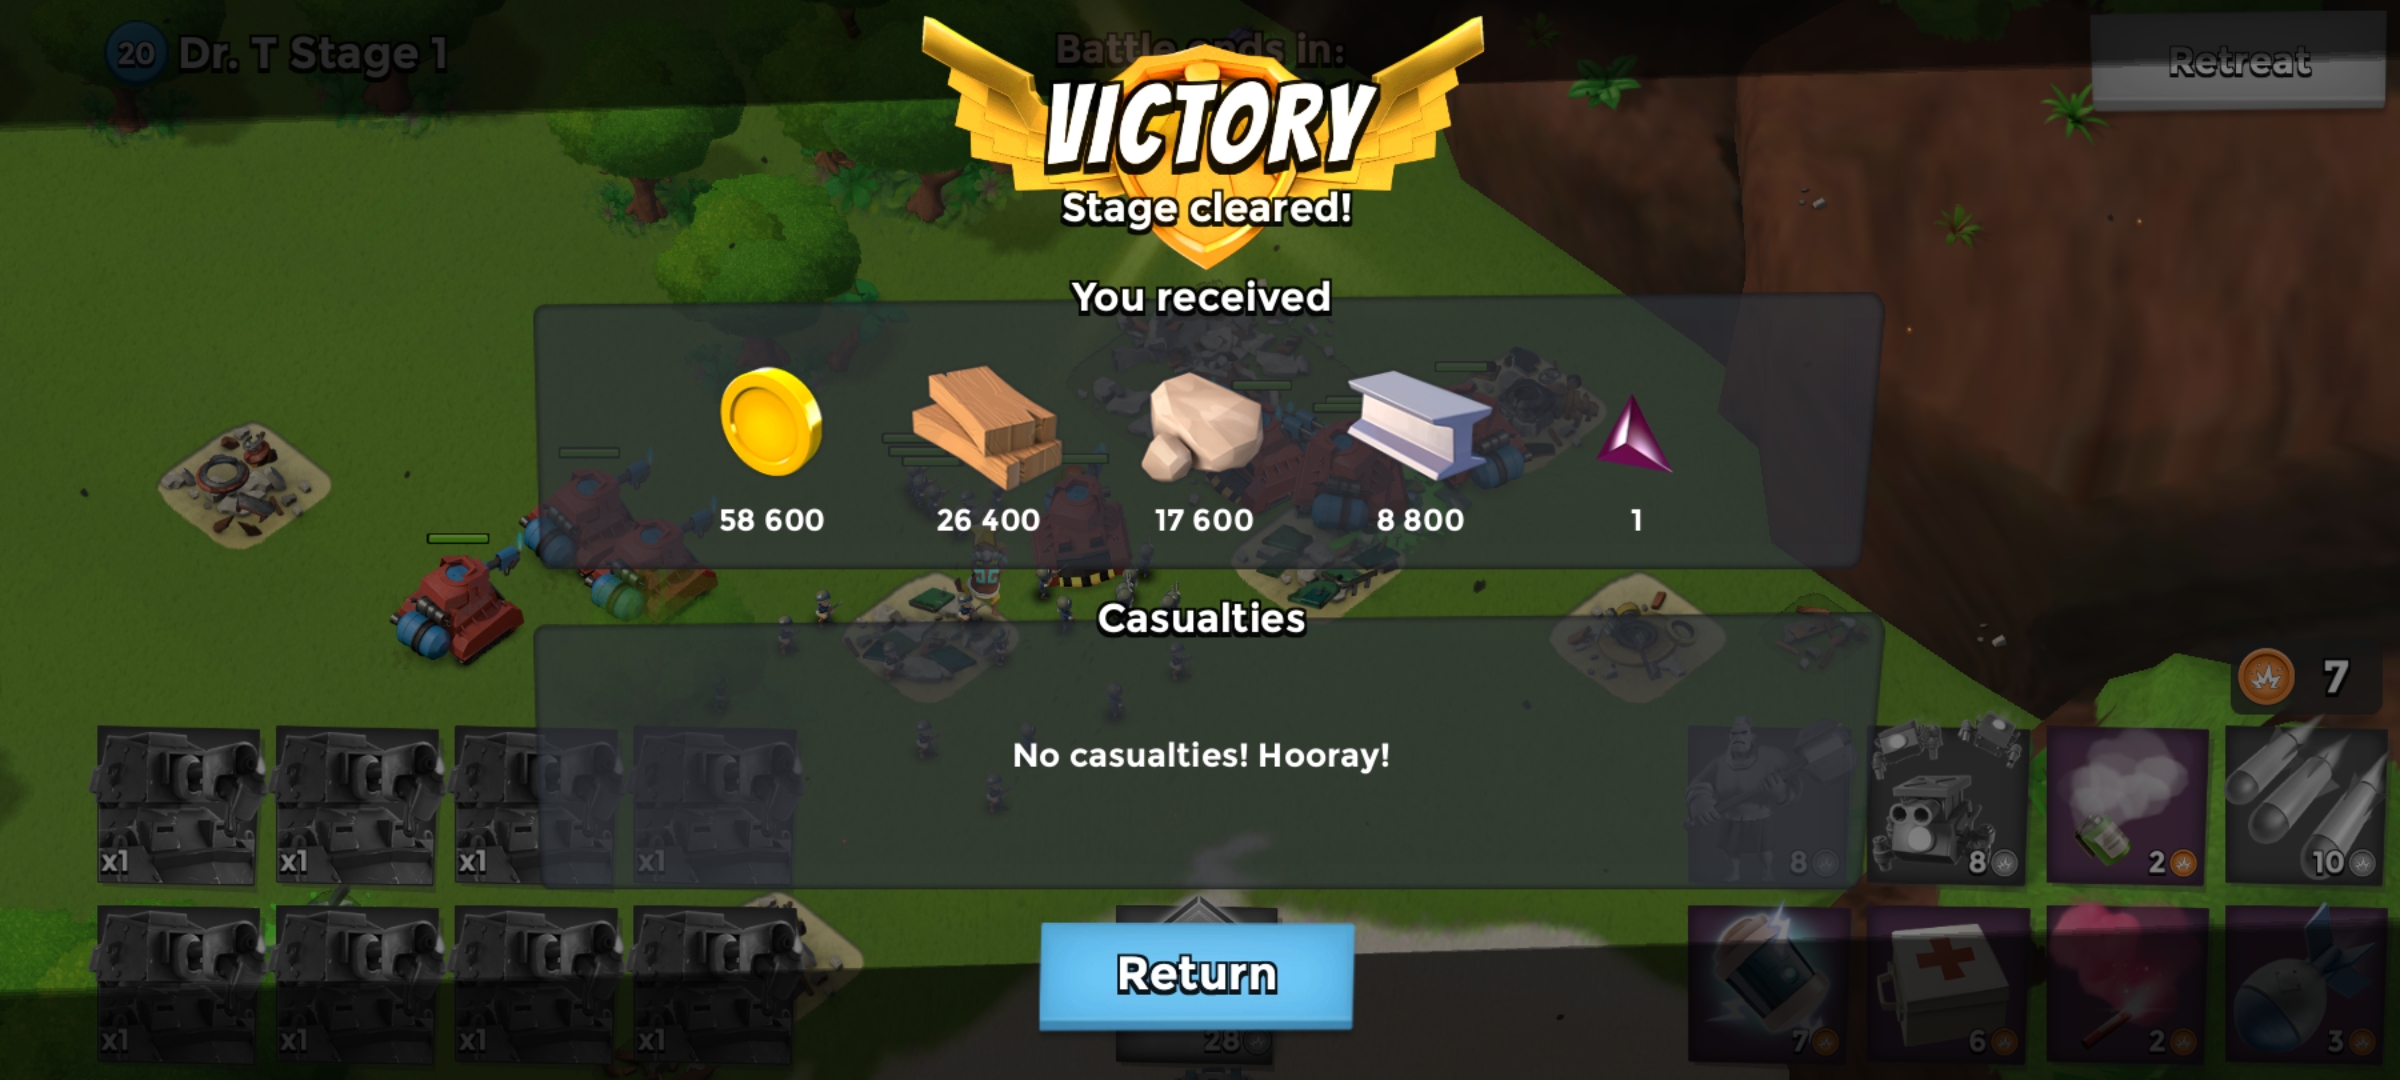 20 Dr. T Stage 1
Battle ends in:
Retreat
VICTORY
Stage cleared!
You received
58 600
26 400
17 600
8 800
1
Casualties
No casualties! Hooray!
7
x1
x1
x1
x1
8
8
2
10
x1
x1
x1
x1
Return
28
7
6
2
3